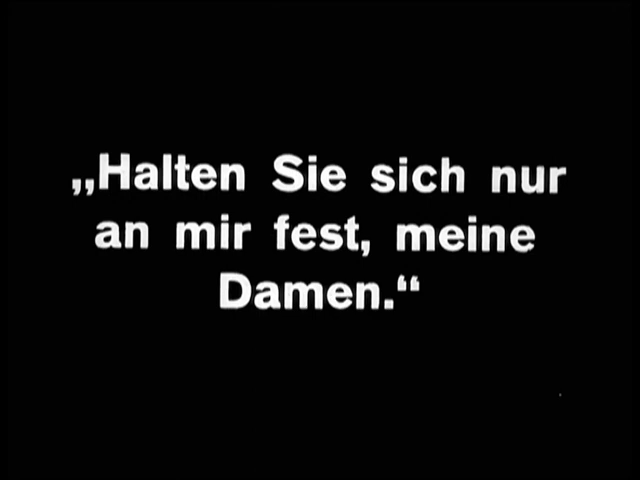 „Halten Sie sich nur
an mir fest, meine
Damen.“